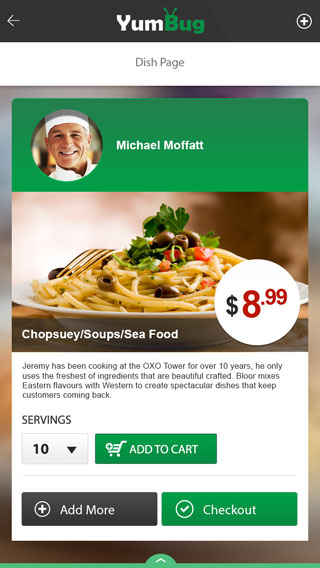 YumBug
Dish Page
Michael Moffatt
$8.99
Chopsuey/Soups/Sea Food
Jeremy has been cooking at the OXO Tower for over 10 years, he only
uses the freshest of ingredients that are beautiful crafted. Bloor mixes
Eastern flavours with Western to create spectacular dishes that keep
customers coming back.
SERVINGS
10
ADD TO CART
Add More
Checkout